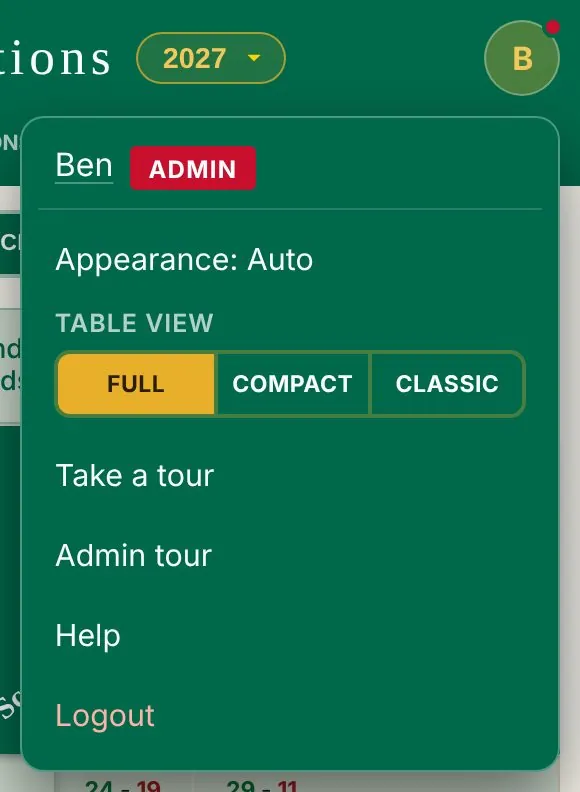 tions 2027 B
Ben ADMIN
Appearance: Auto
TABLE VIEW
FULL COMPACT CLASSIC
Take a tour
Admin tour
Help
Logout
24 - 19 29 - 11